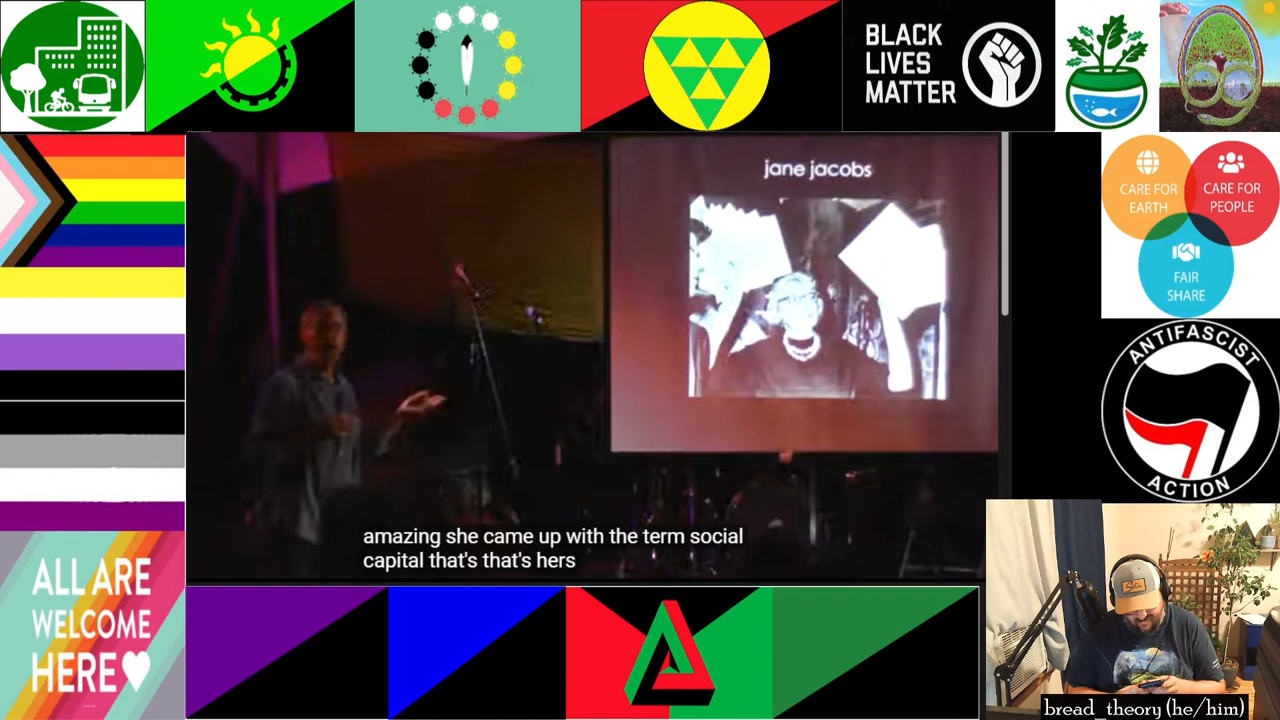 BLACK
LIVES
MATTER
jane jacobs
CARE FOR
EARTH
CARE FOR
PEOPLE
FAIR
SHARE
ANTIFASCIST
ACTION
amazing she came up with the term social
capital that's that's hers
ALL ARE
WELCOME
HERE
bread_theory (he/him)